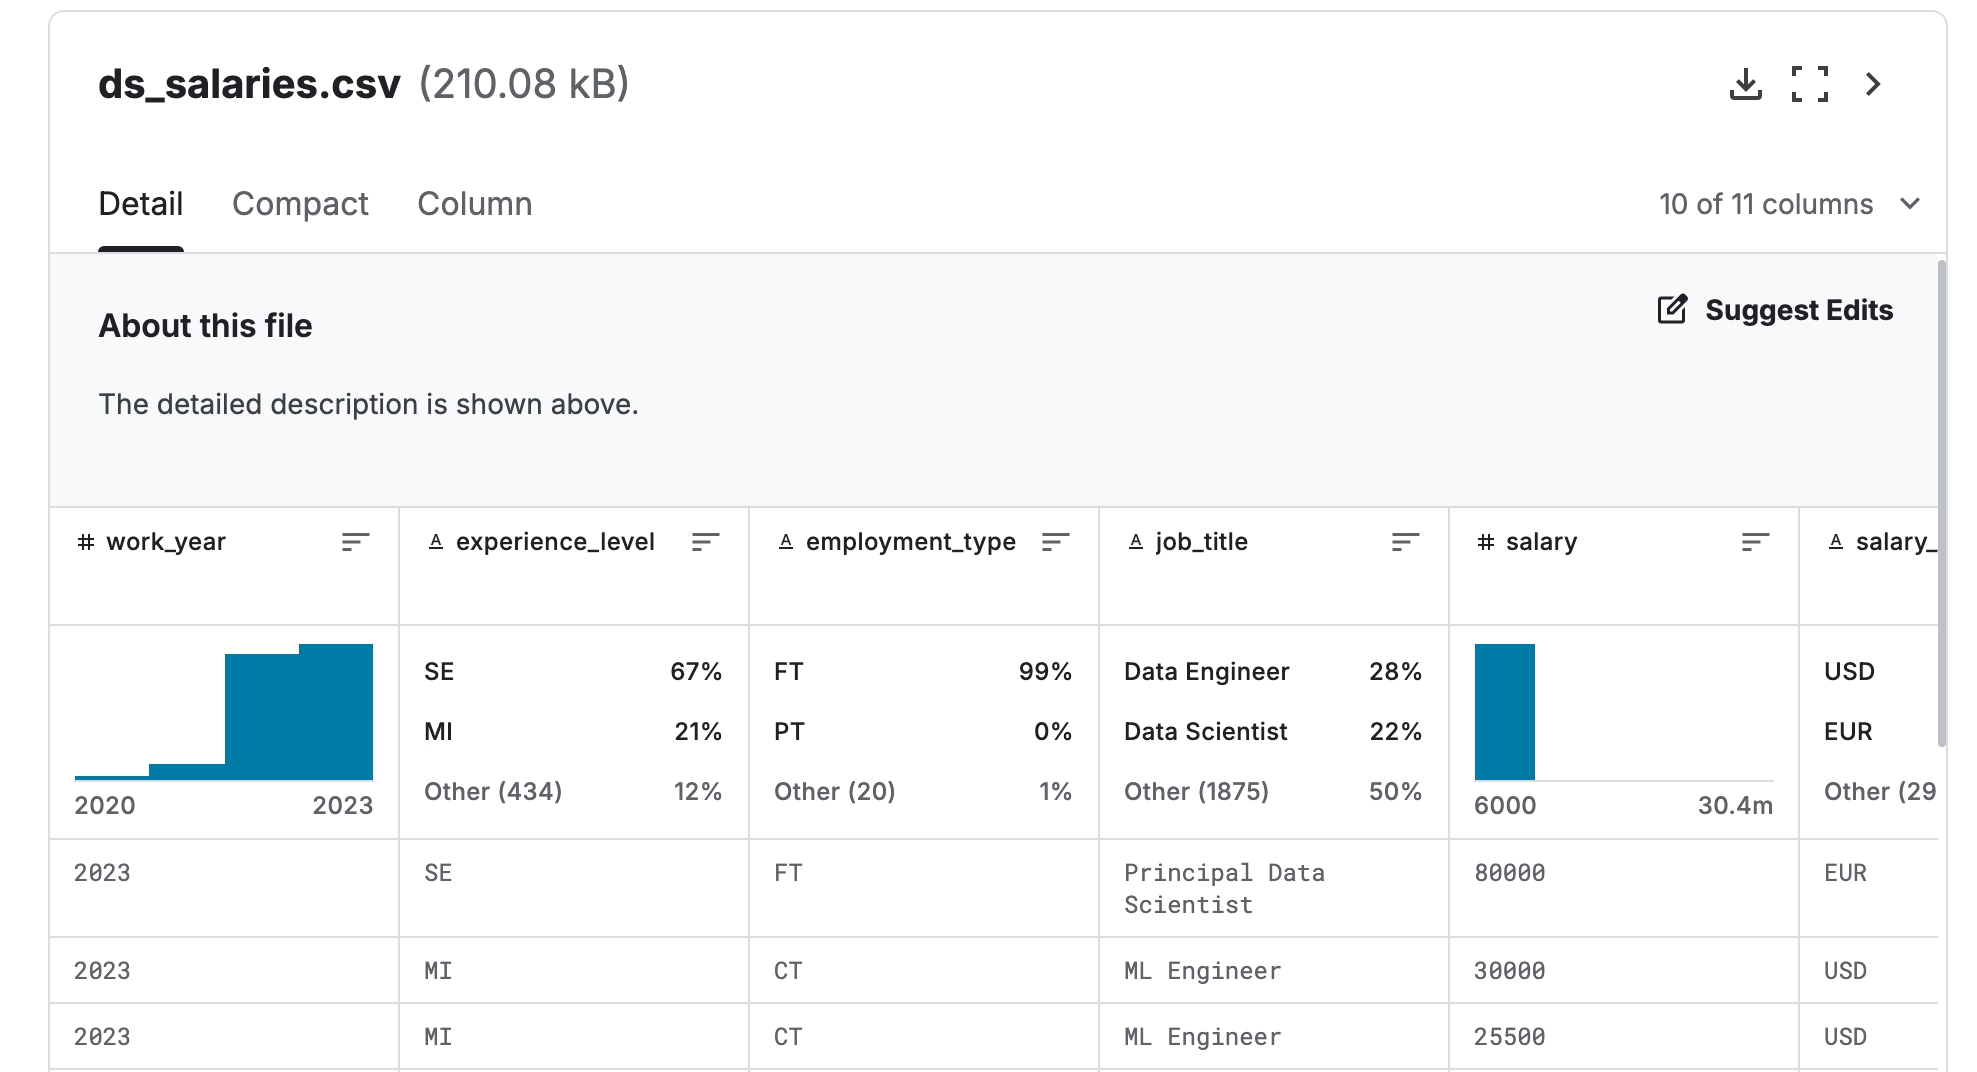 ds_salaries.csv (210.08 kB)
Detail Compact Column 10 of 11 columns
About this file
Suggest Edits
The detailed description is shown above.
# work_year A experience_level A employment_type A job_title # salary A salary_
SE 67% FT 99% Data Engineer 28% USD
MI 21% PT 0% Data Scientist 22% EUR
Other (434) 12% Other (20) 1% Other (1875) 50% Other (29
2020 2023 6000 30.4m
2023 SE FT Principal Data 80000 EUR
Scientist
2023 MI CT ML Engineer 30000 USD
2023 MI CT ML Engineer 25500 USD